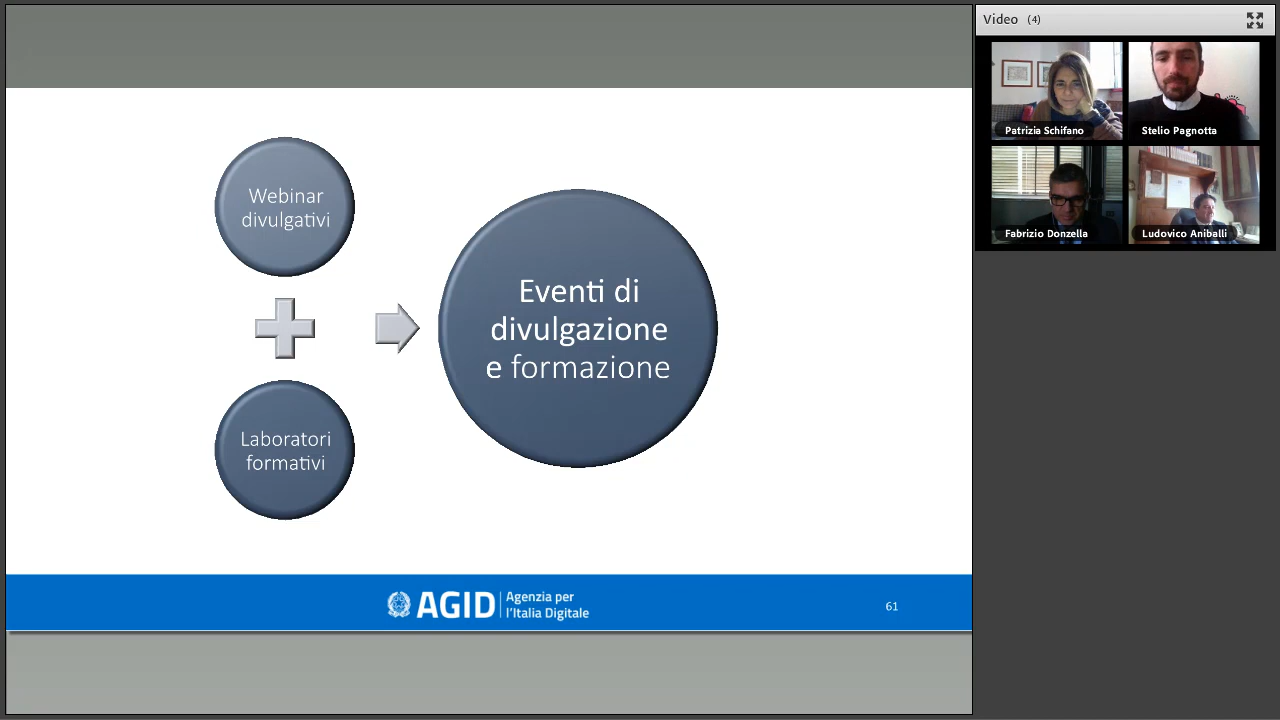 Video (4)
Patrizia Schifano
Stelio Pagnotta
Fabrizio Donzella
Ludovico Aniballi
Webinar
divulgativi
Laboratori
formativi
Eventi di
divulgazione
e formazione
AGID
Agenzia per
l'Italia Digitale
61